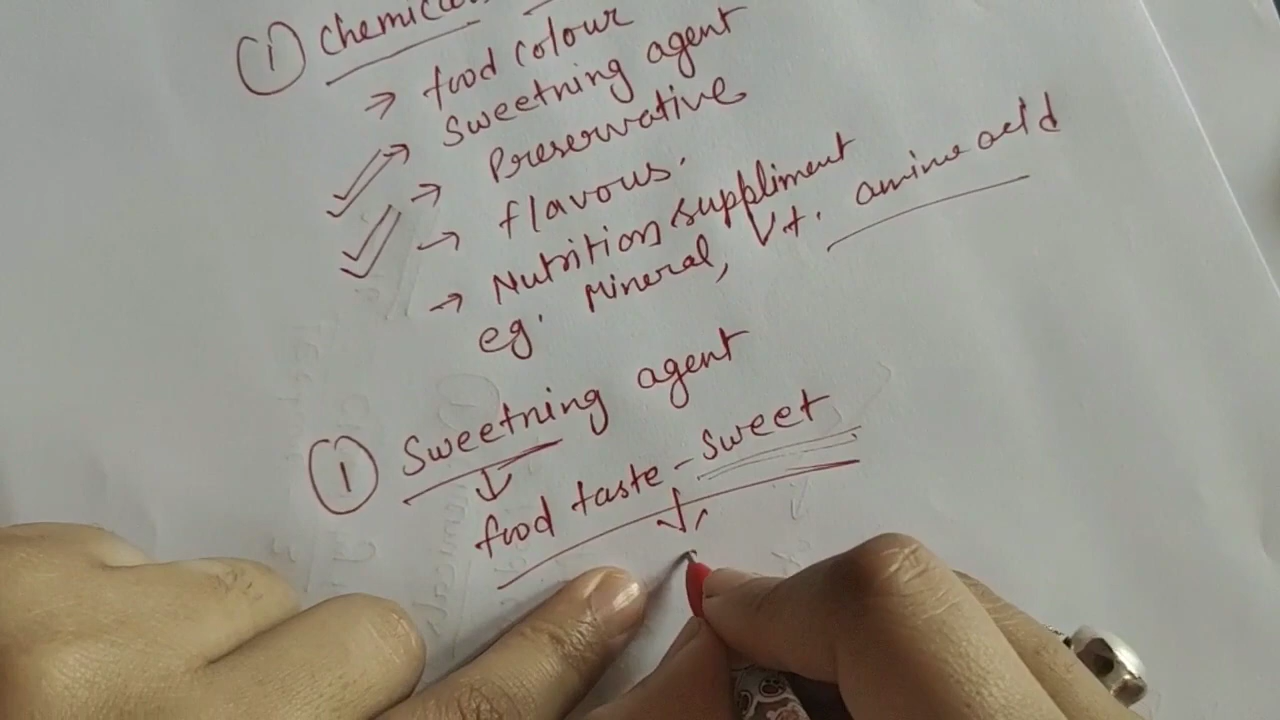 ① Chemical
→ food colour
→ Sweetning agent
→ Preservative
→ flavours.
→ Nutrition suppliment
eg. Mineral, Vt. amino acid
① Sweetning agent
↓
food taste - sweet
↓